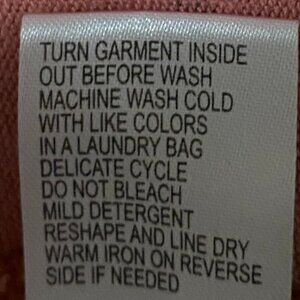 TURN GARMENT INSIDE
OUT BEFORE WASH
MACHINE WASH COLD
WITH LIKE COLORS
IN A LAUNDRY BAG
DELICATE CYCLE
DO NOT BLEACH
MILD DETERGENT
RESHAPE AND LINE DRY
WARM IRON ON REVERSE
SIDE IF NEEDED